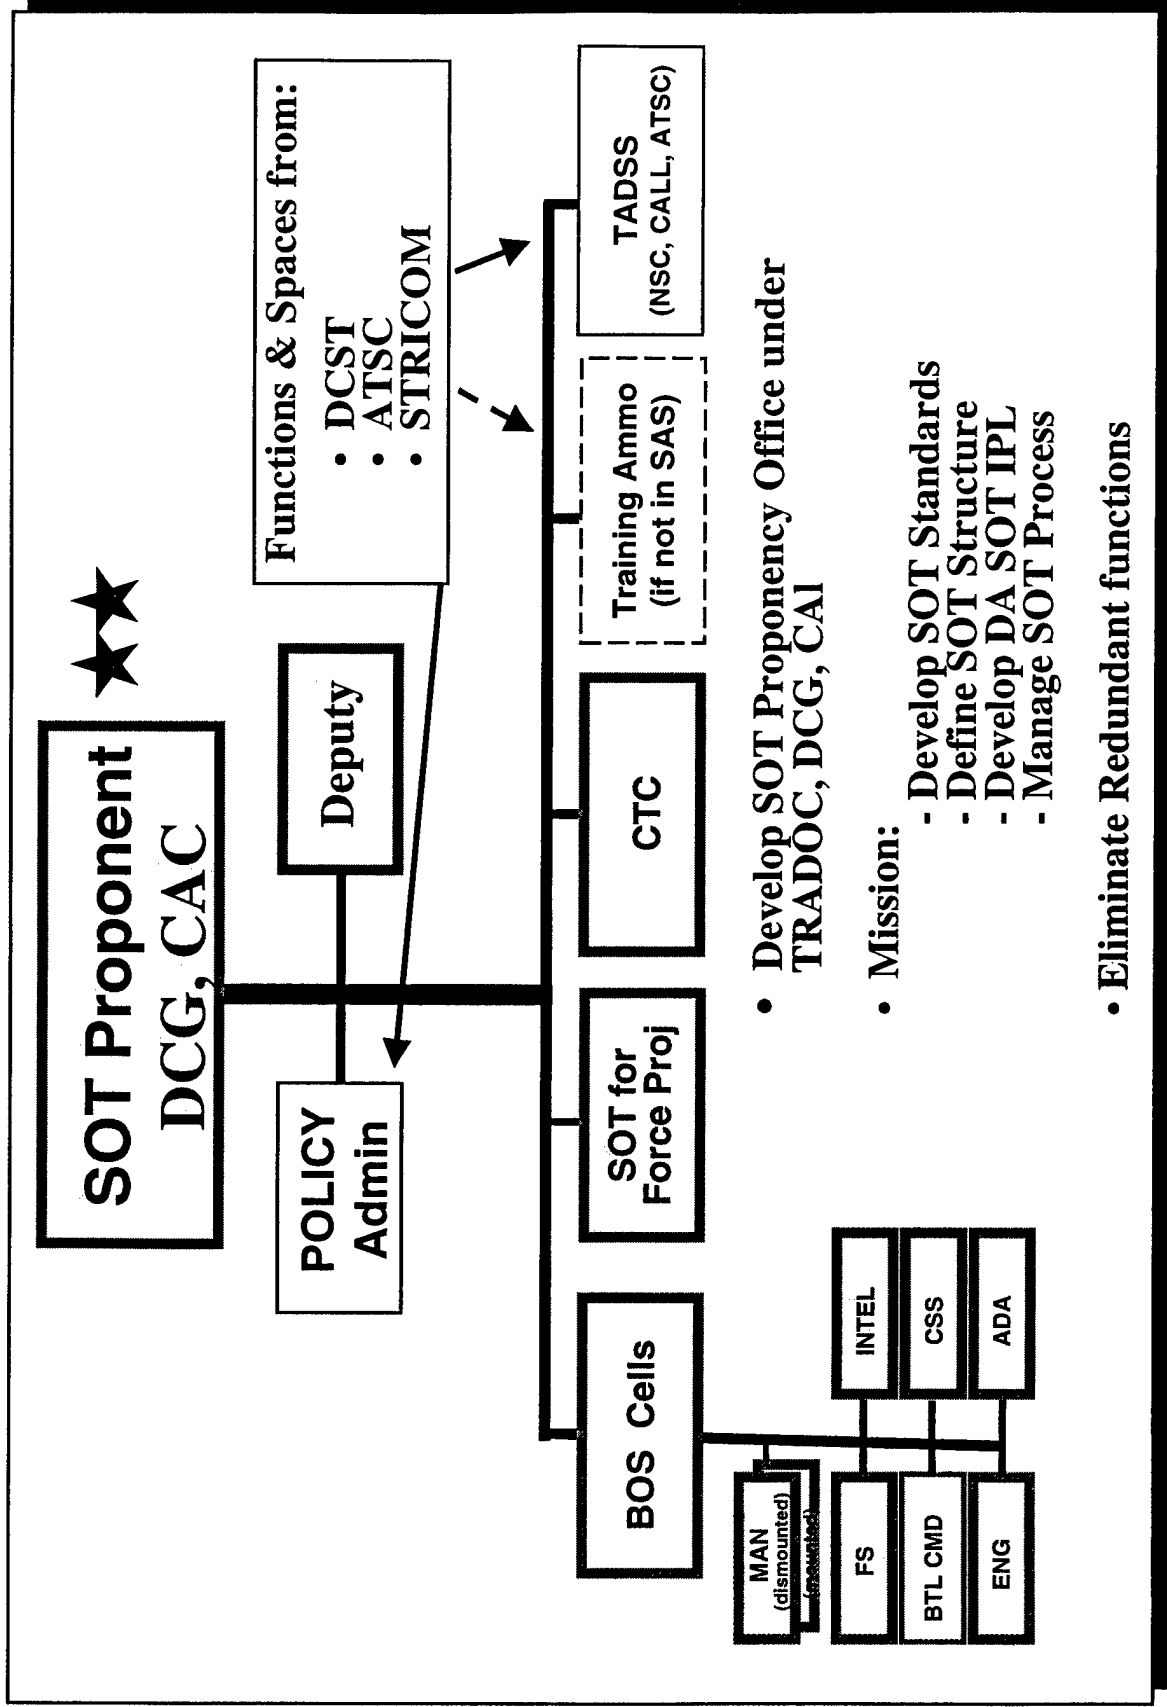 SOT Proponent
DCG, CAC
POLICY
Admin
Deputy
Functions & Spaces from:
• DCST
• ATSC
• STRICOM
BOS Cells
SOT for
Force Proj
CTC
Training Ammo
(if not in SAS)
TADSS
(NSC, CALL, ATSC)
MAN
(dismounted)
(mounted)
FS
BTL CMD
ENG
INTEL
CSS
ADA
• Develop SOT Proponency Office under
TRADOC, DCG, CAI
• Mission:
- Develop SOT Standards
- Define SOT Structure
- Develop DA SOT IPL
- Manage SOT Process
• Eliminate Redundant functions